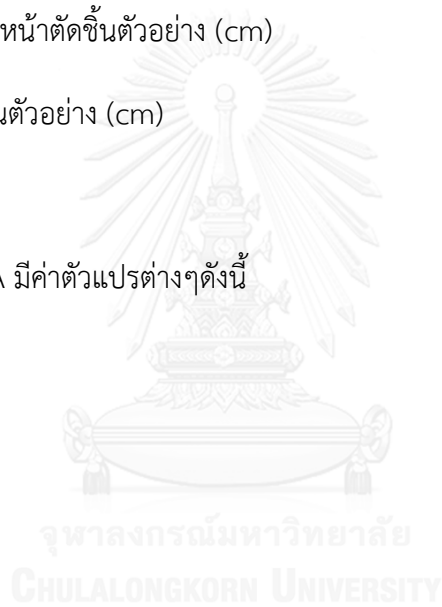 หน้าตัดชิ้นตัวอย่าง (cm)
ตัวอย่าง (cm)
มีค่าตัวแปรต่างๆดังนี้
จุฬาลงกรณ์มหาวิทยาลัย
CHULALONGKORN UNIVERSITY